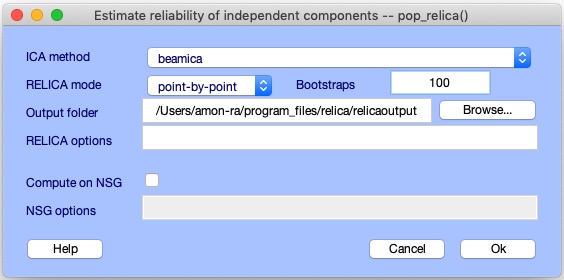 Estimate reliability of independent components -- pop_relica()
ICA method beamica
RELICA mode point-by-point Bootstraps 100
Output folder /Users/amon-ra/program_files/relica/relicaoutput Browse...
RELICA options
Compute on NSG
NSG options
Help Cancel Ok